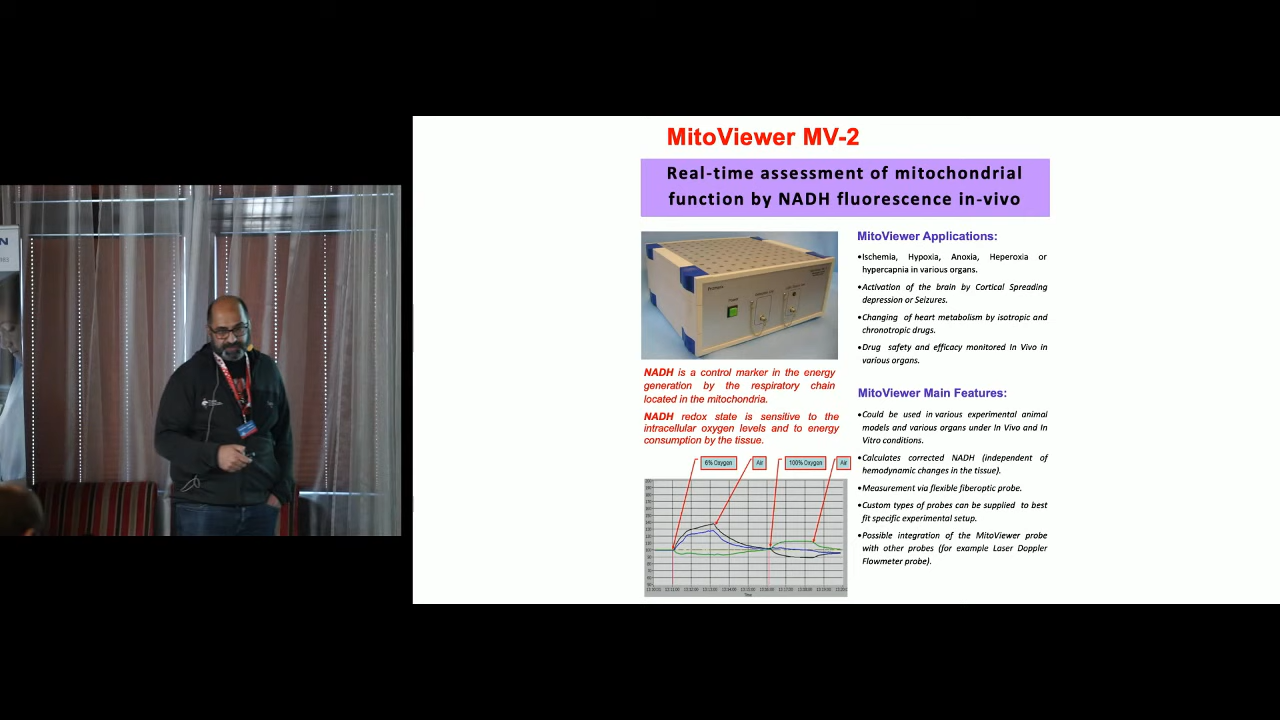 MitoViewer MV-2
Real-time assessment of mitochondrial
function by NADH fluorescence in-vivo
MitoViewer Applications:
•Ischemia, Hypoxia, Anoxia, Heperoxia or
hypercapnia in various organs.
•Activation of the brain by Cortical Spreading
depression or Seizures.
•Changing of heart metabolism by isotropic and
chronotropic drugs.
•Drug safety and efficacy monitored In Vivo in
various organs.
NADH is a control marker in the energy
generation by the respiratory chain
located in the mitochondria.
NADH redox state is sensitive to the
intracellular oxygen levels and to energy
consumption by the tissue.
MitoViewer Main Features:
•Could be used in various experimental animal
models and various organs under In Vivo and In
Vitro conditions.
•Calculates corrected NADH (independent of
hemodynamic changes in the tissue).
•Measurement via flexible fiberoptic probe.
•Custom types of probes can be supplied to best
fit specific experimental setup.
•Possible integration of the MitoViewer probe
with other probes (for example Laser Doppler
Flowmeter probe).
6% Oxygen
Air
100% Oxygen
Air
Time